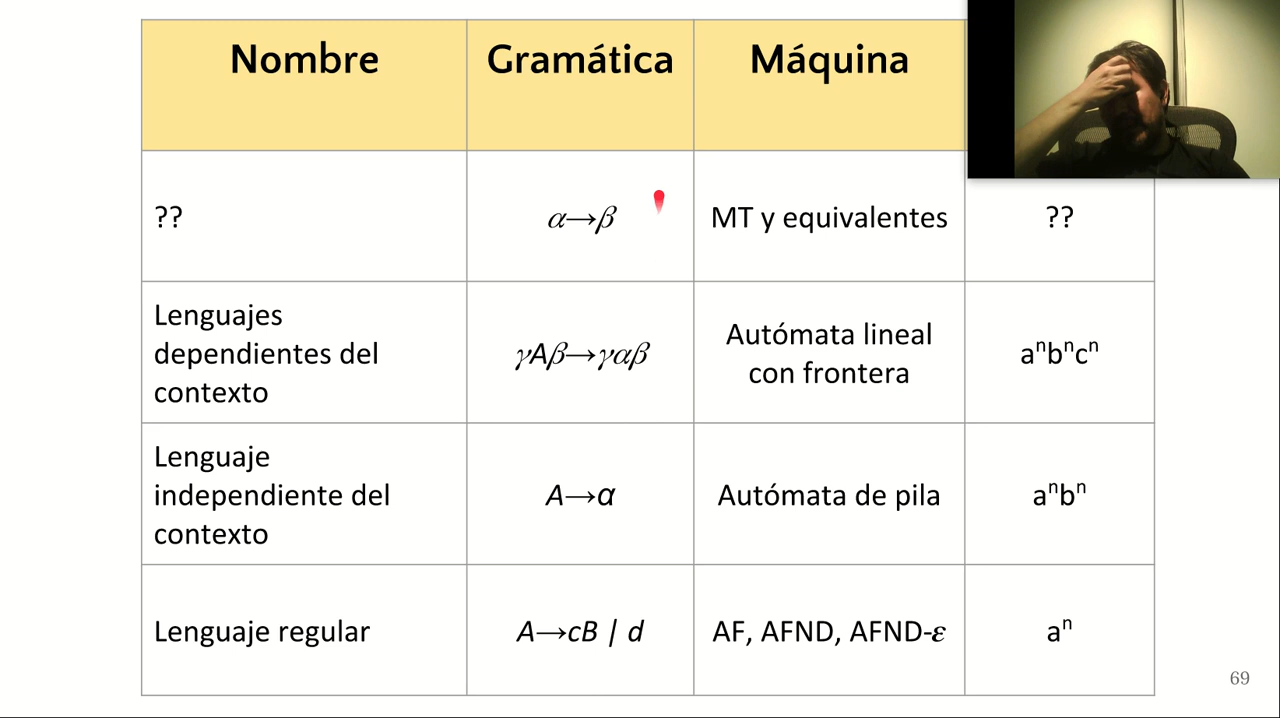 Nombre Gramática Máquina
?? 𝛼→𝛽 MT y equivalentes ??
Lenguajes
dependientes del
contexto
𝛾A𝛽→𝛾𝛼𝛽
Autómata lineal
con frontera
aⁿbⁿcⁿ
Lenguaje
independiente del
contexto
A→α
Autómata de pila
aⁿbⁿ
Lenguaje regular A→cB | d AF, AFND, AFND-𝜺 aⁿ
69